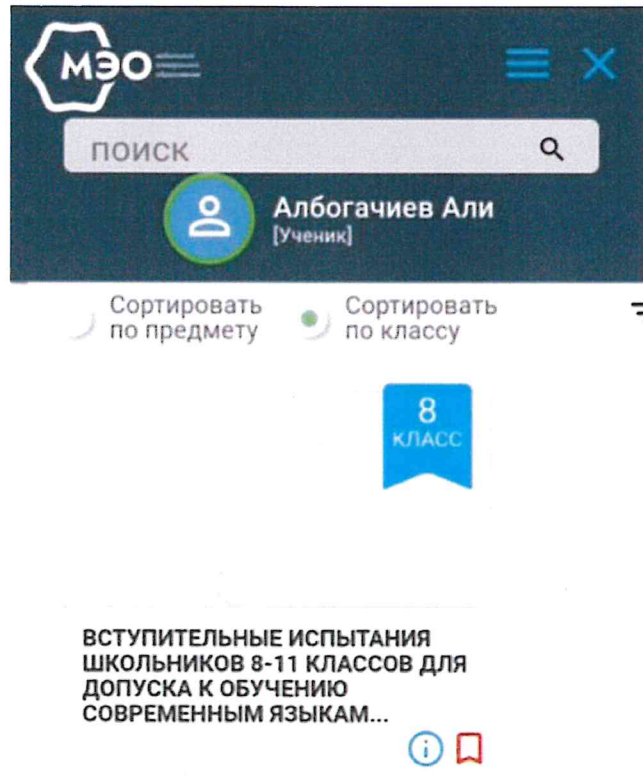 МЭО
ПОИСК
Албогачиев Али
[Ученик]
Сортировать
по предмету
Сортировать
по классу
8
КЛАСС
ВСТУПИТЕЛЬНЫЕ ИСПЫТАНИЯ
ШКОЛЬНИКОВ 8-11 КЛАССОВ ДЛЯ
ДОПУСКА К ОБУЧЕНИЮ
СОВРЕМЕННЫМ ЯЗЫКАМ...